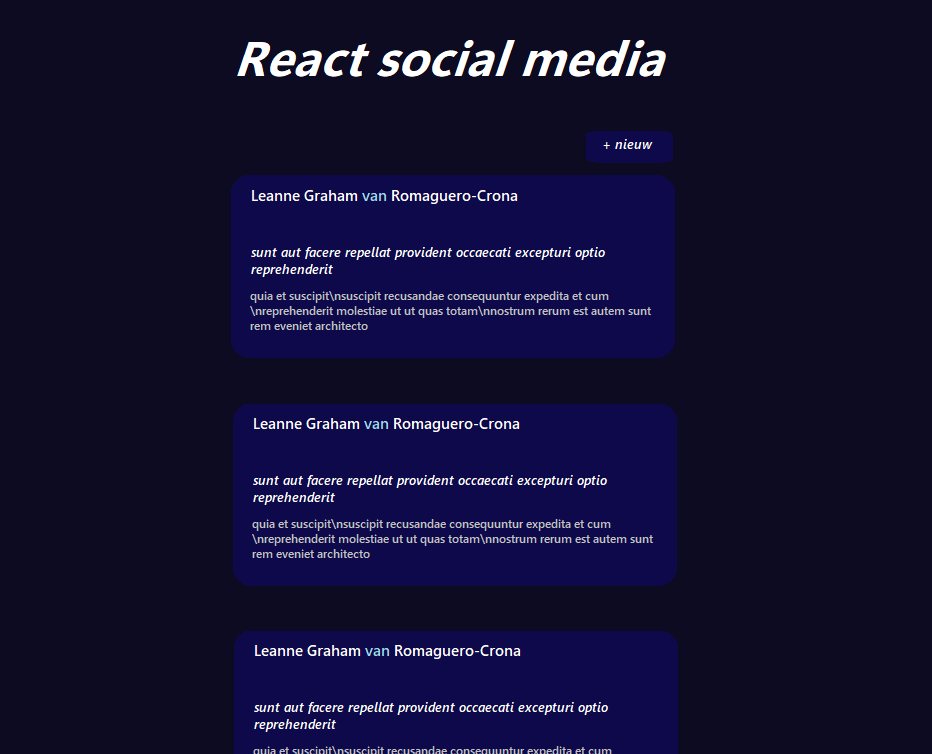 React social media
+ nieuw
Leanne Graham van Romaguero-Crona
sunt aut facere repellat provident occaecati excepturi optio
reprehenderit
quia et suscipit\nsuscipit recusandae consequuntur expedita et cum
\nreprehenderit molestiae ut ut quas totam\nnostrum rerum est autem sunt
rem eveniet architecto
Leanne Graham van Romaguero-Crona
sunt aut facere repellat provident occaecati excepturi optio
reprehenderit
quia et suscipit\nsuscipit recusandae consequuntur expedita et cum
\nreprehenderit molestiae ut ut quas totam\nnostrum rerum est autem sunt
rem eveniet architecto
Leanne Graham van Romaguero-Crona
sunt aut facere repellat provident occaecati excepturi optio
reprehenderit
quia et suscipit\nsuscipit recusandae consequuntur expedita et cum